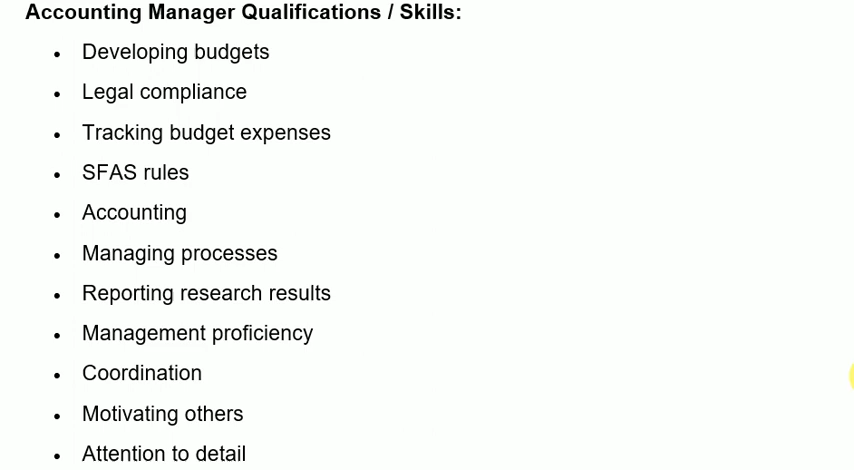 Accounting Manager Qualifications / Skills:
• Developing budgets
• Legal compliance
• Tracking budget expenses
• SFAS rules
• Accounting
• Managing processes
• Reporting research results
• Management proficiency
• Coordination
• Motivating others
• Attention to detail